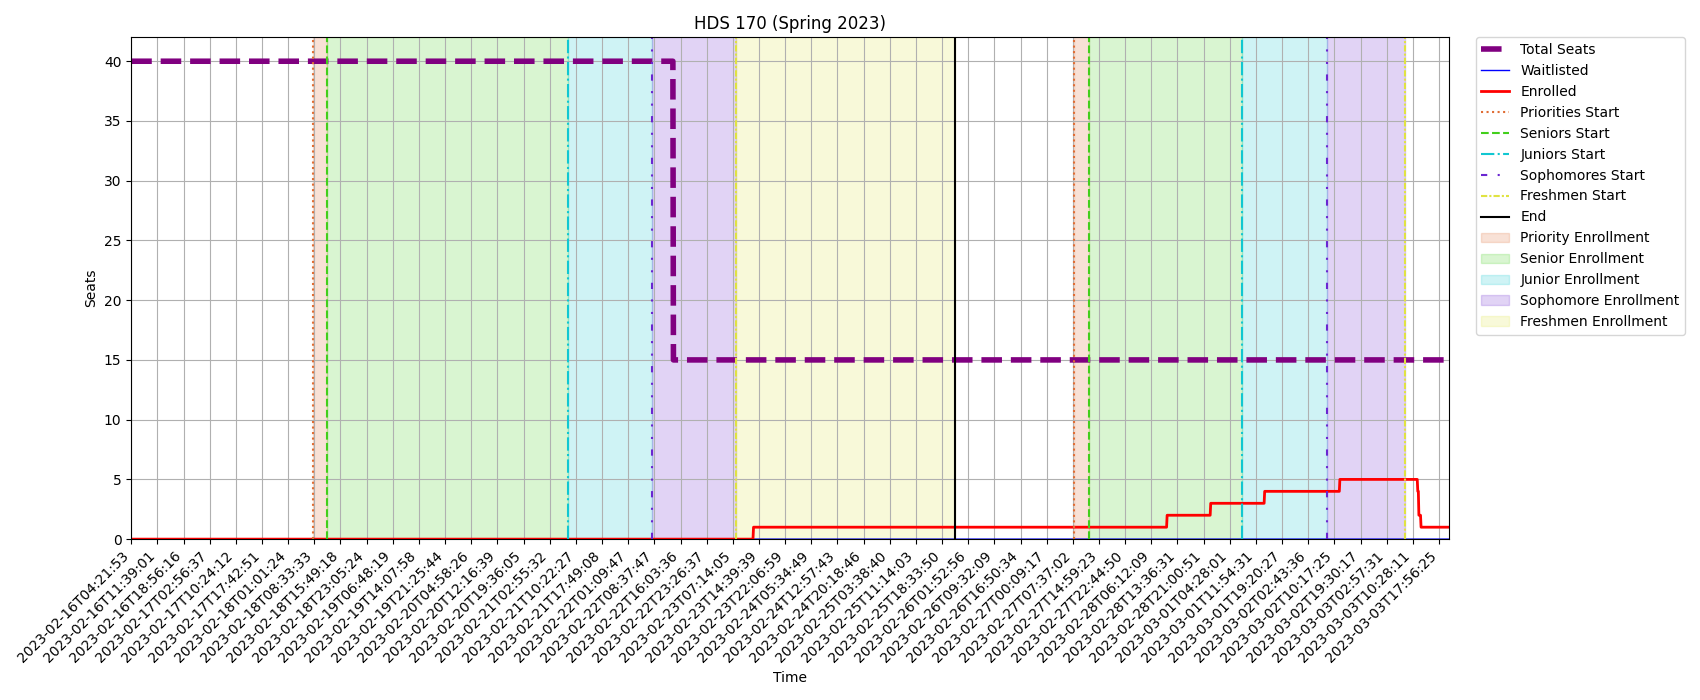 HDS 170 (Spring 2023)
Seats
40
35
30
25
20
15
10
5
0
2023-02-16T04:21:53
2023-02-16T11:39:01
2023-02-16T18:56:16
2023-02-17T02:56:37
2023-02-17T10:24:12
2023-02-17T17:42:51
2023-02-18T01:01:24
2023-02-18T08:33:33
2023-02-18T15:49:18
2023-02-18T23:05:24
2023-02-19T06:48:19
2023-02-19T14:07:58
2023-02-19T21:25:44
2023-02-20T04:58:26
2023-02-20T12:16:39
2023-02-20T19:36:05
2023-02-21T02:55:32
2023-02-21T10:22:27
2023-02-21T17:49:08
2023-02-22T01:09:47
2023-02-22T08:37:47
2023-02-22T16:03:36
2023-02-22T23:26:37
2023-02-23T07:14:05
2023-02-23T14:39:39
2023-02-23T22:06:59
2023-02-24T05:34:49
2023-02-24T12:57:43
2023-02-24T20:18:46
2023-02-25T03:38:40
2023-02-25T11:14:03
2023-02-25T18:33:50
2023-02-26T01:52:56
2023-02-26T09:32:09
2023-02-26T16:50:34
2023-02-27T00:09:17
2023-02-27T07:37:02
2023-02-27T14:59:23
2023-02-27T22:44:50
2023-02-28T06:12:09
2023-02-28T13:36:31
2023-02-28T21:00:51
2023-03-01T04:28:01
2023-03-01T11:54:31
2023-03-01T19:20:27
2023-03-02T02:43:36
2023-03-02T10:17:25
2023-03-02T19:30:17
2023-03-03T02:57:31
2023-03-03T10:28:11
2023-03-03T17:56:25
Time
Total Seats
Waitlisted
Enrolled
Priorities Start
Seniors Start
Juniors Start
Sophomores Start
Freshmen Start
End
Priority Enrollment
Senior Enrollment
Junior Enrollment
Sophomore Enrollment
Freshmen Enrollment